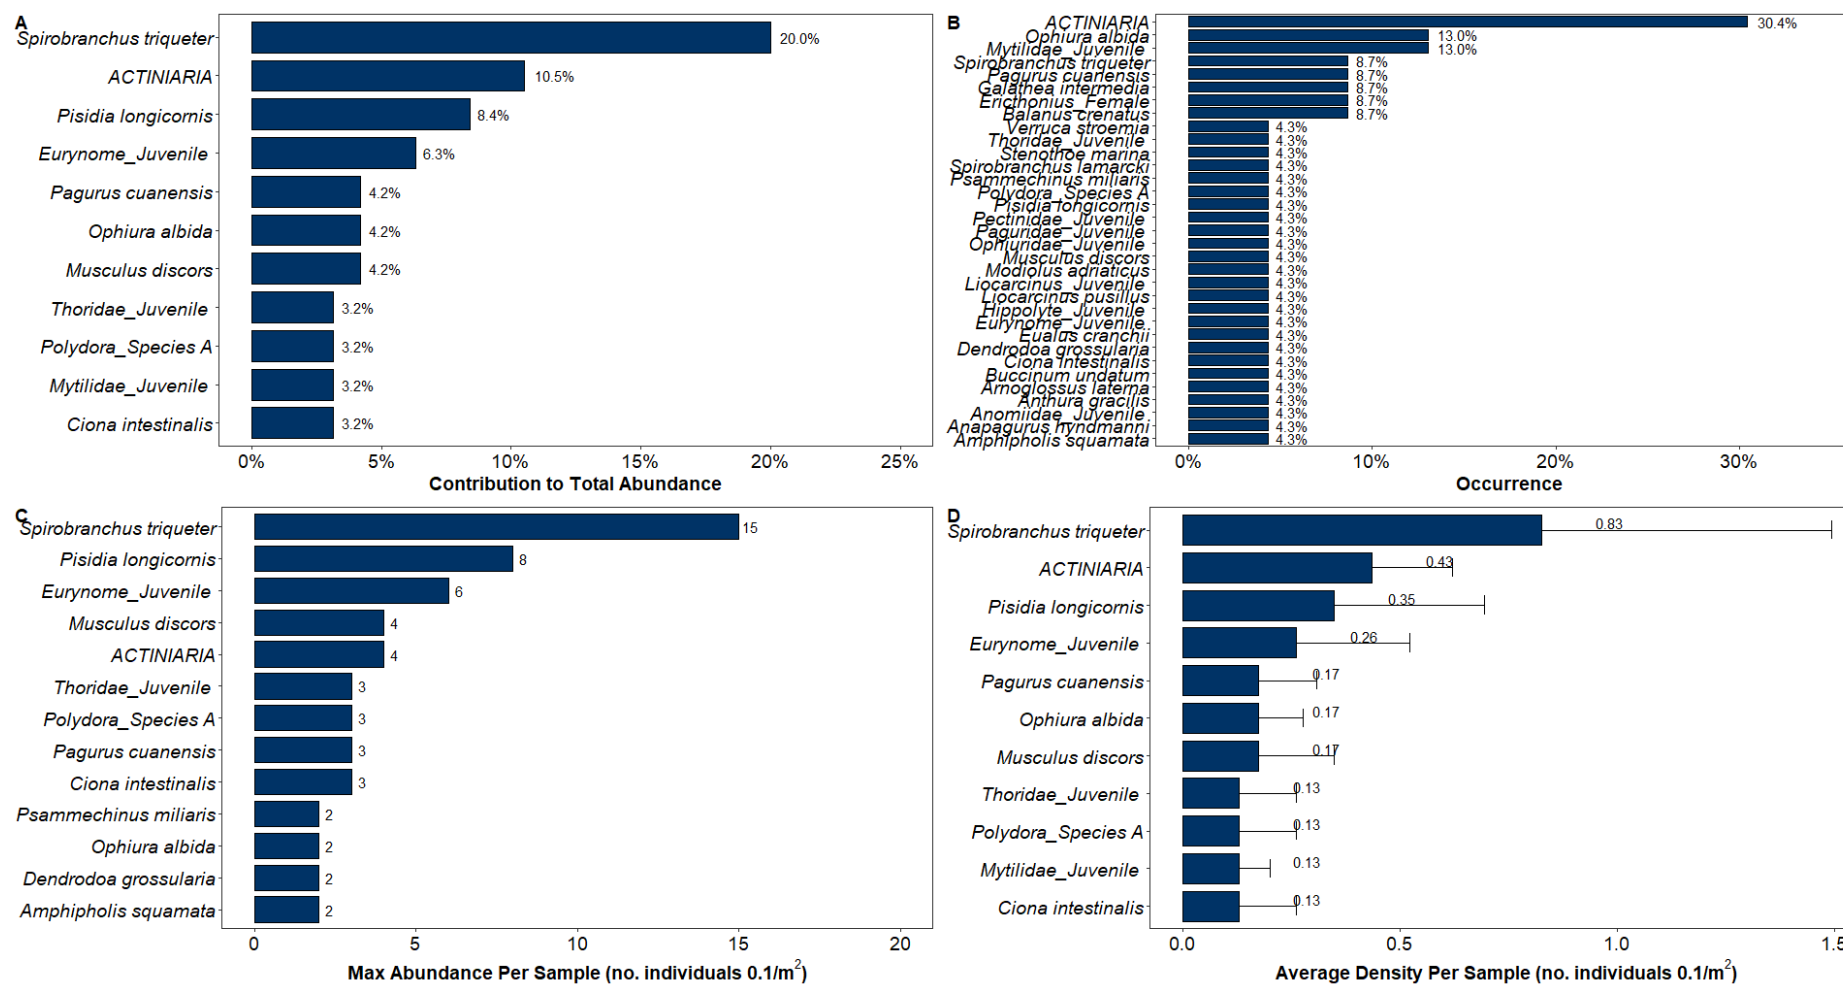 A
Spirobranchus triqueter 20.0%
ACTINIARIA 10.5%
Pisidia longicornis 8.4%
Eurynome_Juvenile 6.3%
Pagurus cuanensis 4.2%
Ophiura albida 4.2%
Musculus discors 4.2%
Thoridae_Juvenile 3.2%
Polydora_Species A 3.2%
Mytilidae_Juvenile 3.2%
Ciona intestinalis 3.2%
0% 5% 10% 15% 20% 25%
Contribution to Total Abundance
B
ACTINIARIA 30.4%
Ophiura albida 13.0%
Mytilidae_Juvenile 13.0%
Spirobranchus triqueter 8.7%
Pagurus cuanensis 8.7%
Galathea intermedia 8.7%
Ericthonius_Female 8.7%
Balanus crenatus 8.7%
Verruca stroemia 4.3%
Thoridae_Juvenile 4.3%
Stenothoe marina 4.3%
Spirobranchus lamarcki 4.3%
Psammechinus miliaris 4.3%
Polydora_Species A 4.3%
Pisidia longicornis 4.3%
Pectinidae_Juvenile 4.3%
Paguridae_Juvenile 4.3%
Ophiuridae_Juvenile 4.3%
Musculus discors 4.3%
Modiolus adriaticus 4.3%
Liocarcinus_Juvenile 4.3%
Liocarcinus pusillus 4.3%
Hippolyte_Juvenile 4.3%
Eurynome_Juvenile 4.3%
Eualus cranchii 4.3%
Dendrodoa grossularia 4.3%
Ciona intestinalis 4.3%
Buccinum undatum 4.3%
Arnoglossus laterna 4.3%
Anthura gracilis 4.3%
Anomiidae_Juvenile 4.3%
Anapagurus hyndmanni 4.3%
Amphipholis squamata 4.3%
0% 10% 20% 30%
Occurrence
C
Spirobranchus triqueter 15
Pisidia longicornis 8
Eurynome_Juvenile 6
Musculus discors 4
ACTINIARIA 4
Thoridae_Juvenile 3
Polydora_Species A 3
Pagurus cuanensis 3
Ciona intestinalis 3
Psammechinus miliaris 2
Ophiura albida 2
Dendrodoa grossularia 2
Amphipholis squamata 2
0 5 10 15 20
Max Abundance Per Sample (no. individuals 0.1/m²)
D
Spirobranchus triqueter 0.83
ACTINIARIA 0.43
Pisidia longicornis 0.35
Eurynome_Juvenile 0.26
Pagurus cuanensis 0.17
Ophiura albida 0.17
Musculus discors 0.17
Thoridae_Juvenile 0.13
Polydora_Species A 0.13
Mytilidae_Juvenile 0.13
Ciona intestinalis 0.13
0.0 0.5 1.0 1.5
Average Density Per Sample (no. individuals 0.1/m²)